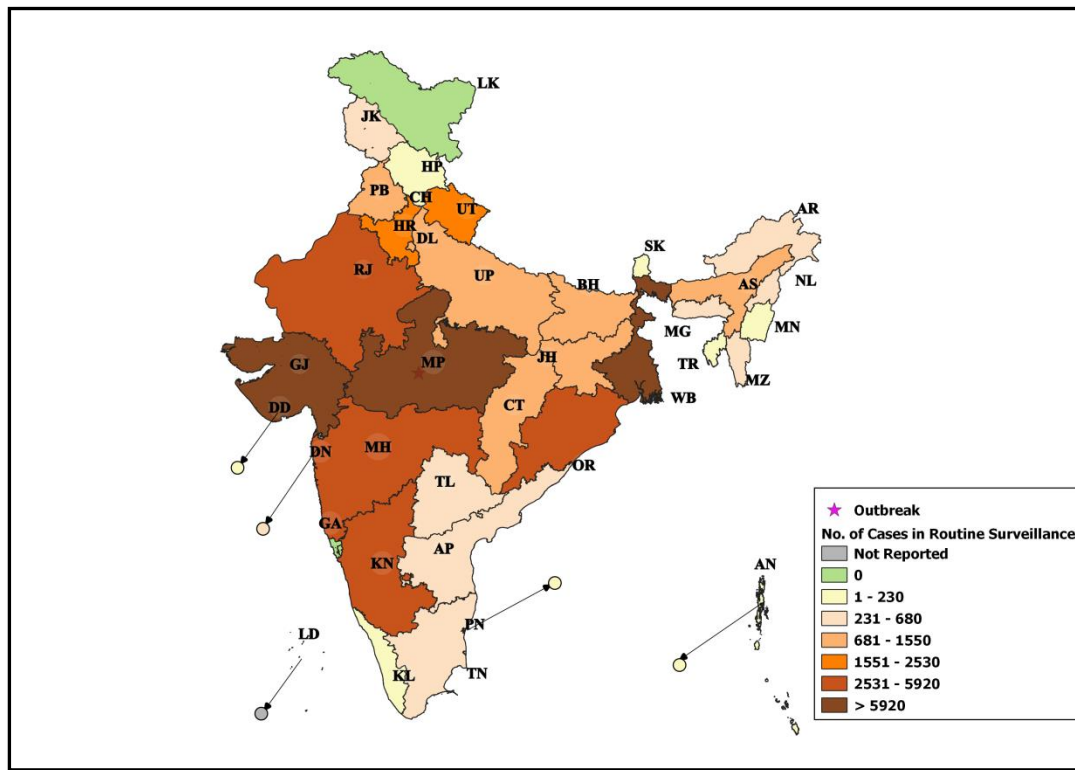 LK
JK
HP
PB
CH
UT
HR
DL
AR
SK
RJ
UP
BH
AS
NL
MG
MN
GJ
MP
JH
TR
MZ
DD
CT
WB
DN
MH
OR
TL
GA
AP
KN
AN
PN
LD
KL
TN
Outbreak
No. of Cases in Routine Surveillance
Not Reported
0
1 - 230
231 - 680
681 - 1550
1551 - 2530
2531 - 5920
> 5920